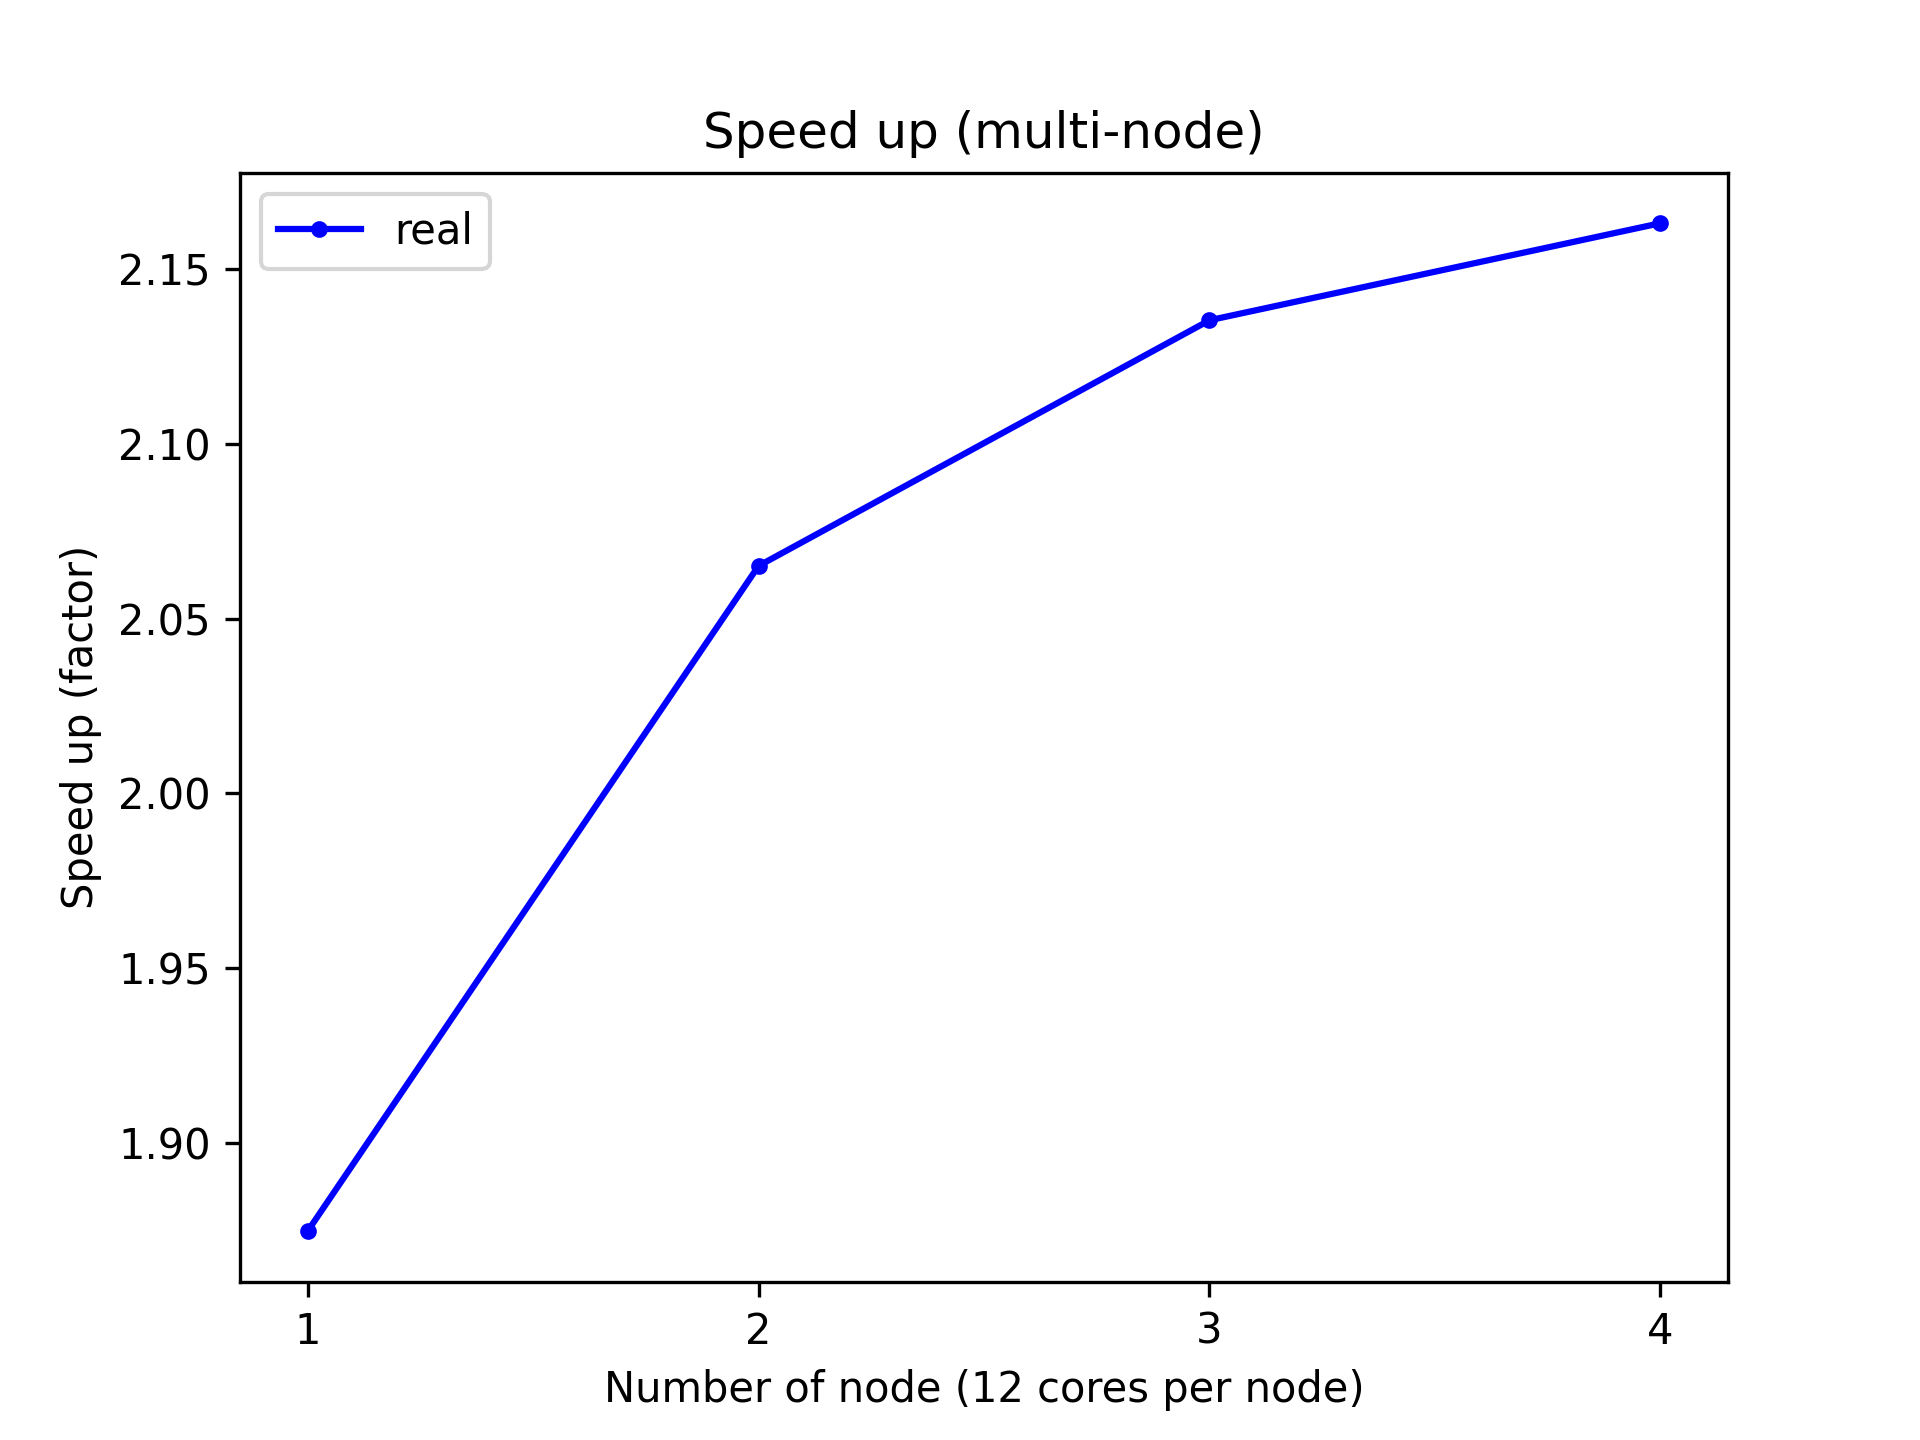 Speed up (multi-node)
real
2.15
2.10
2.05
2.00
1.95
1.90
Speed up (factor)
1 2 3 4
Number of node (12 cores per node)